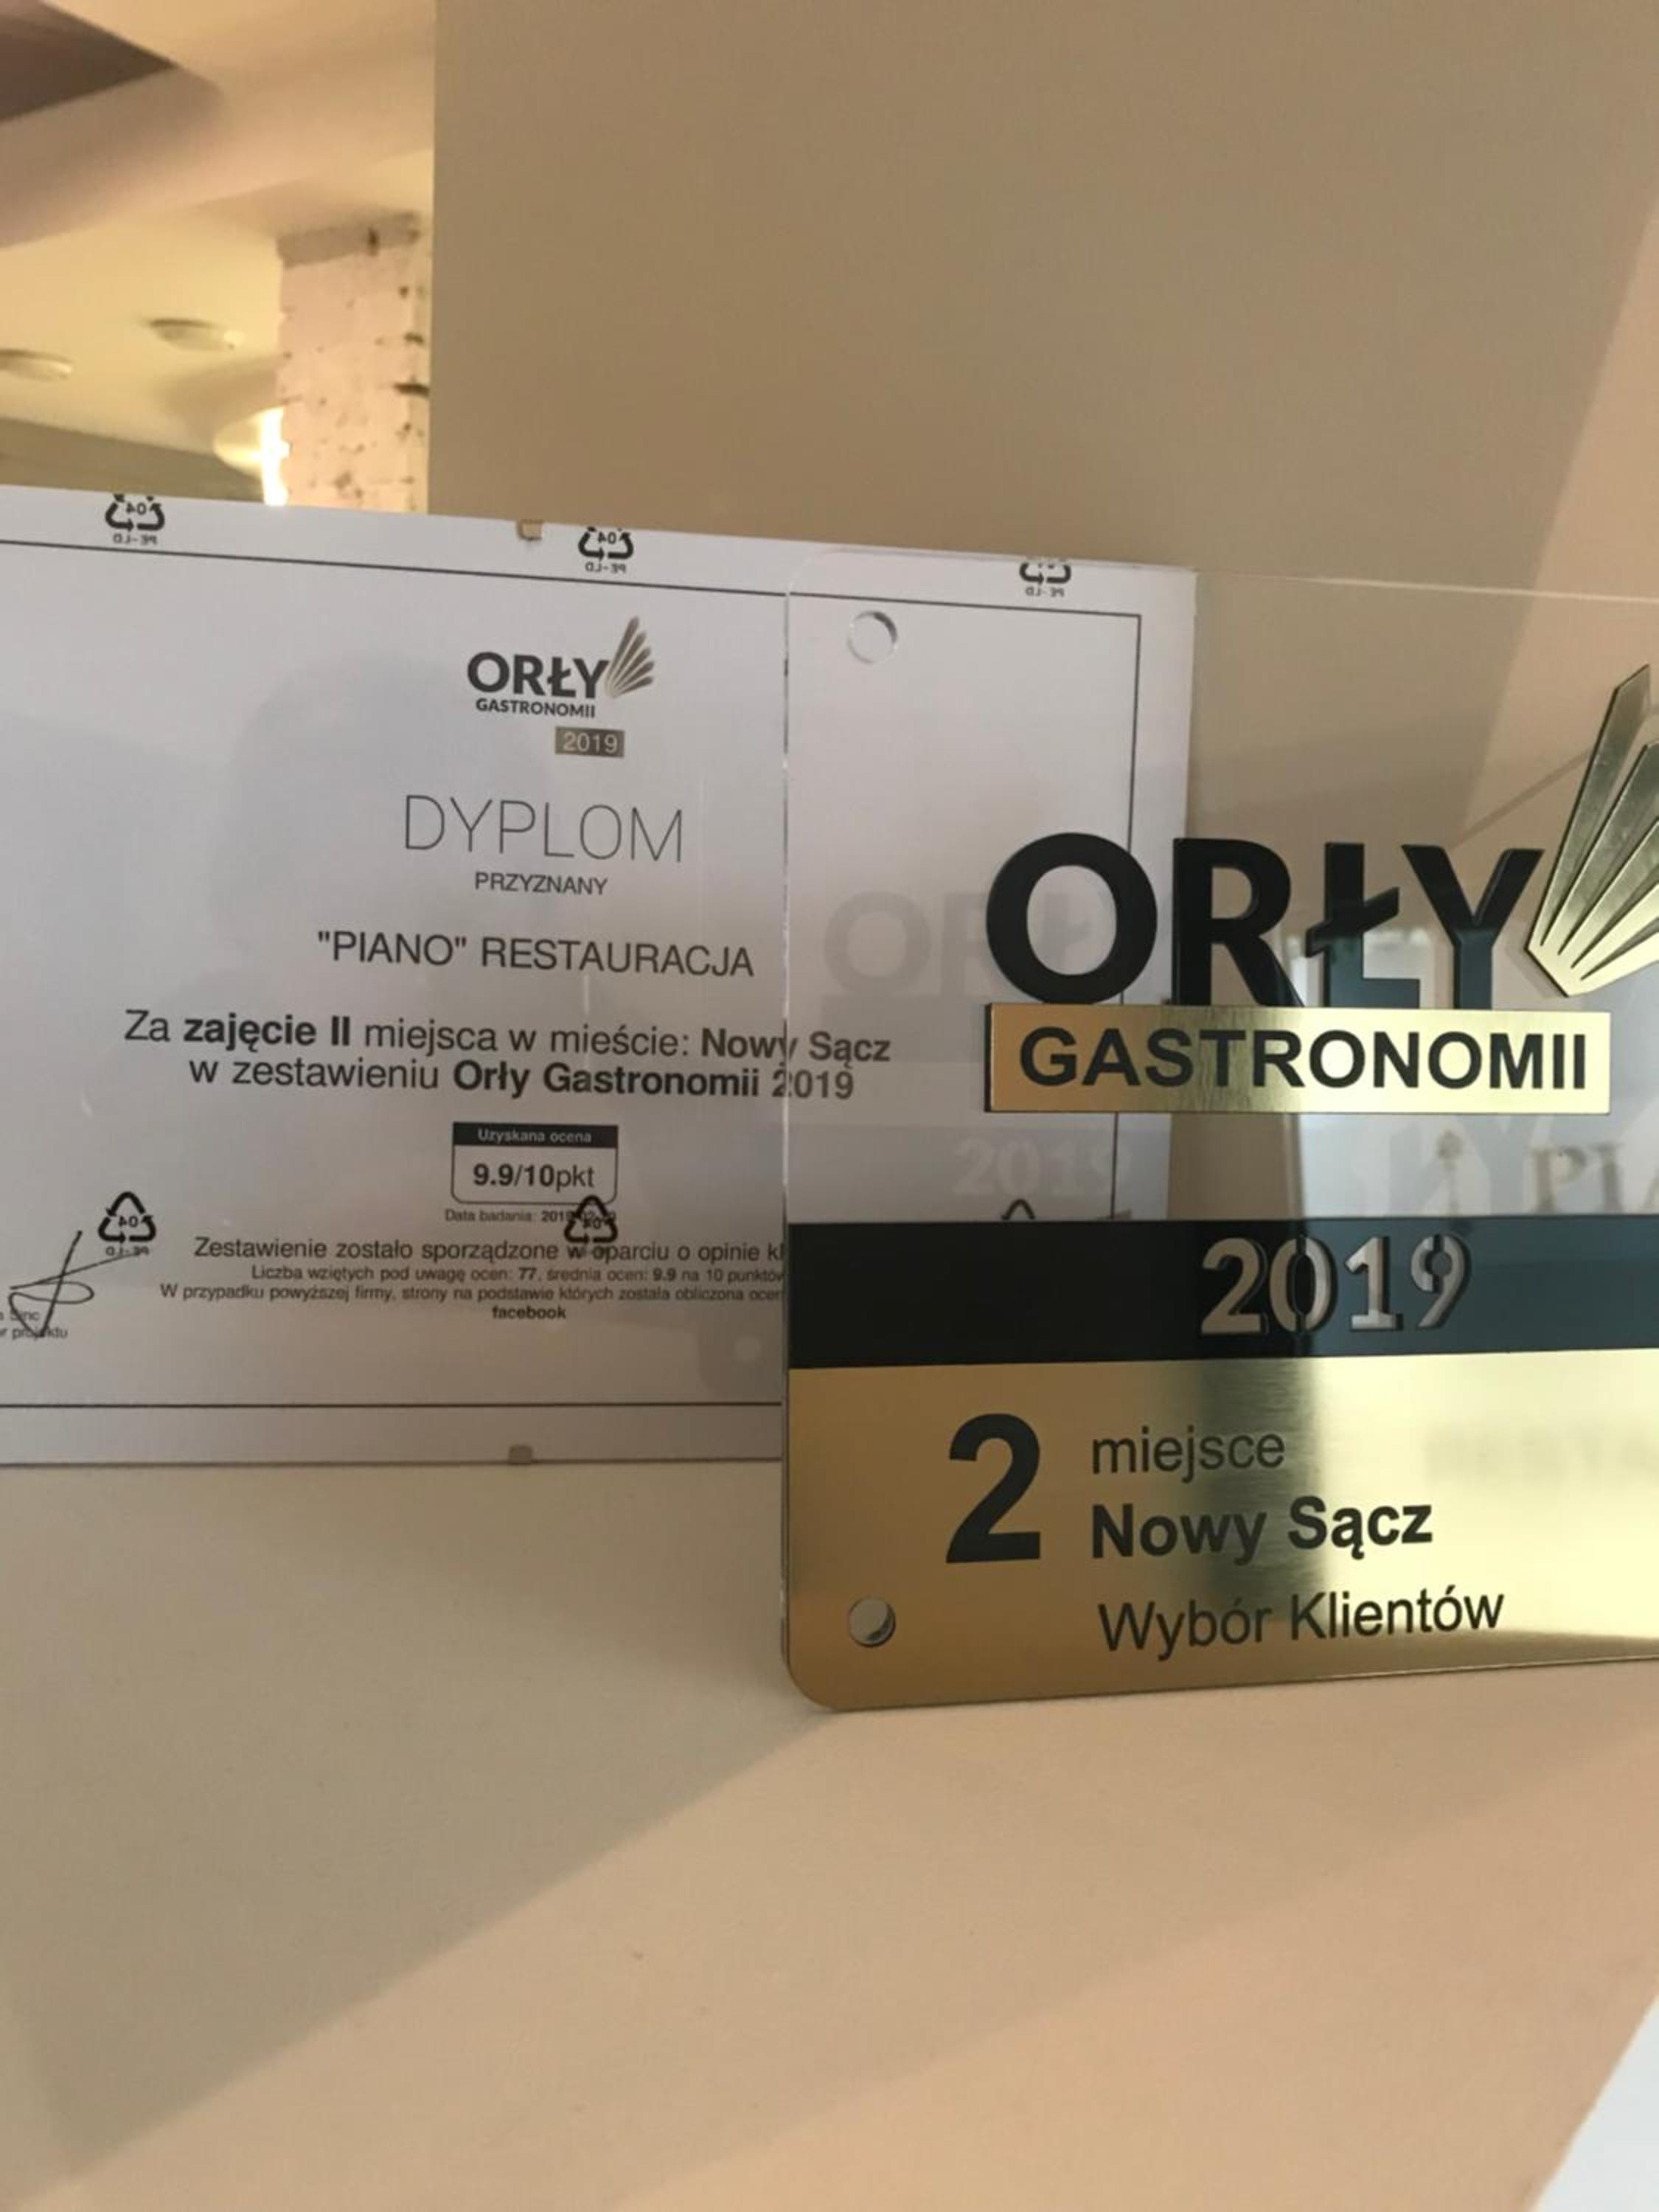 ORŁY
GASTRONOMII
2019
DYPLOM
PRZYZNANY
"PIANO" RESTAURACJA
Za zajęcie II miejsca w mieście: Nowy Sącz
w zestawieniu Orły Gastronomii 2019
Uzyskana ocena
9.9/10pkt
Data badania: 2019
Zestawienie zostało sporządzone w oparciu o opinie
Liczba wziętych pod uwagę ocen: 77, średnia ocen: 9.9 na 10 punktów
W przypadku powyższej firmy, strony na podstawie których została obliczona
facebook
ORŁY
GASTRONOMII
2019
2 miejsce
Nowy Sącz
Wybór Klientów